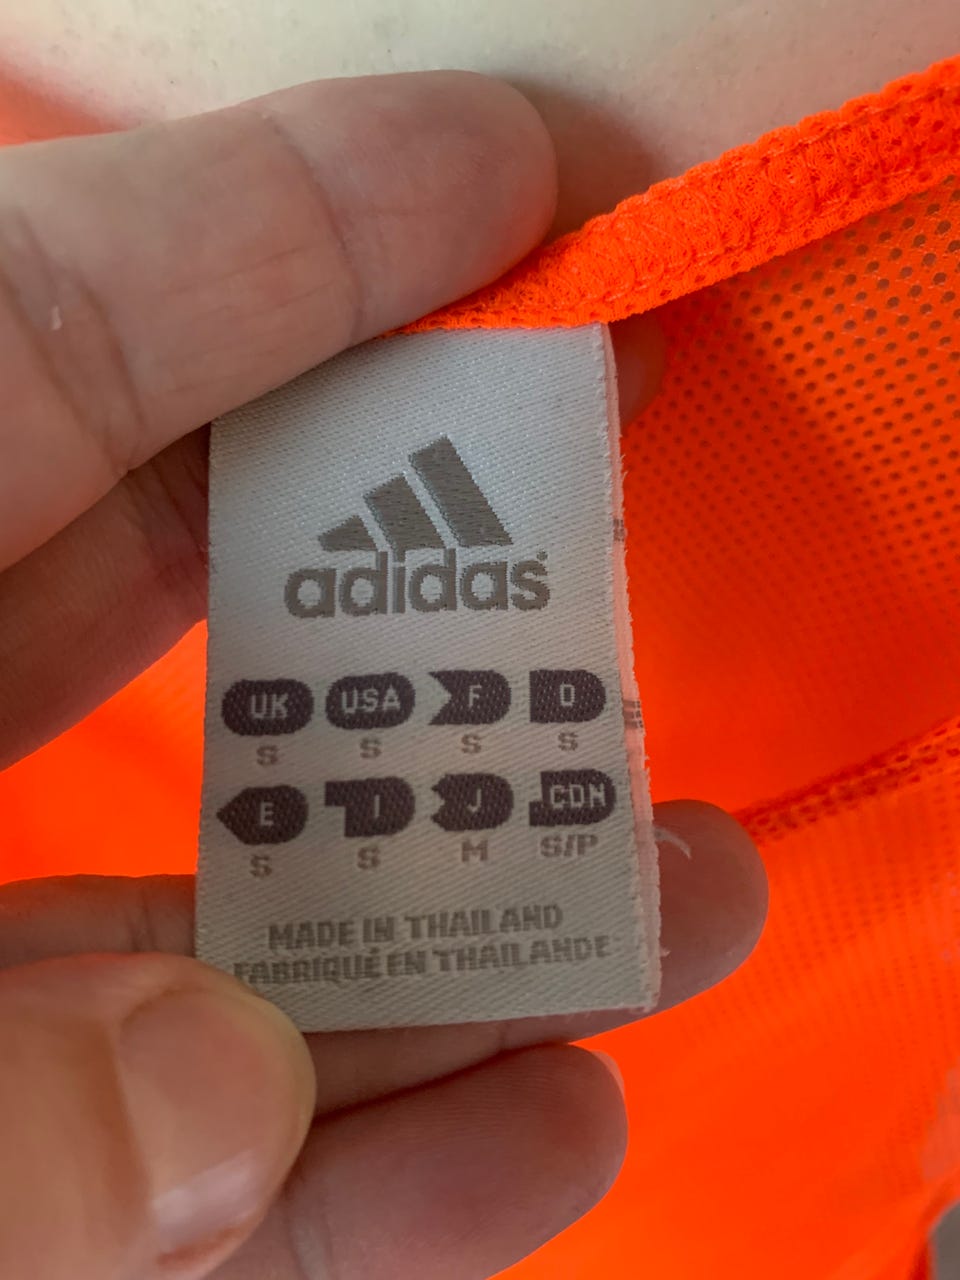 adidas
UK USA F D
S S S S
E I J CDN
S S M S/P
MADE IN THAILAND
FABRIQUÉ EN THAILANDE